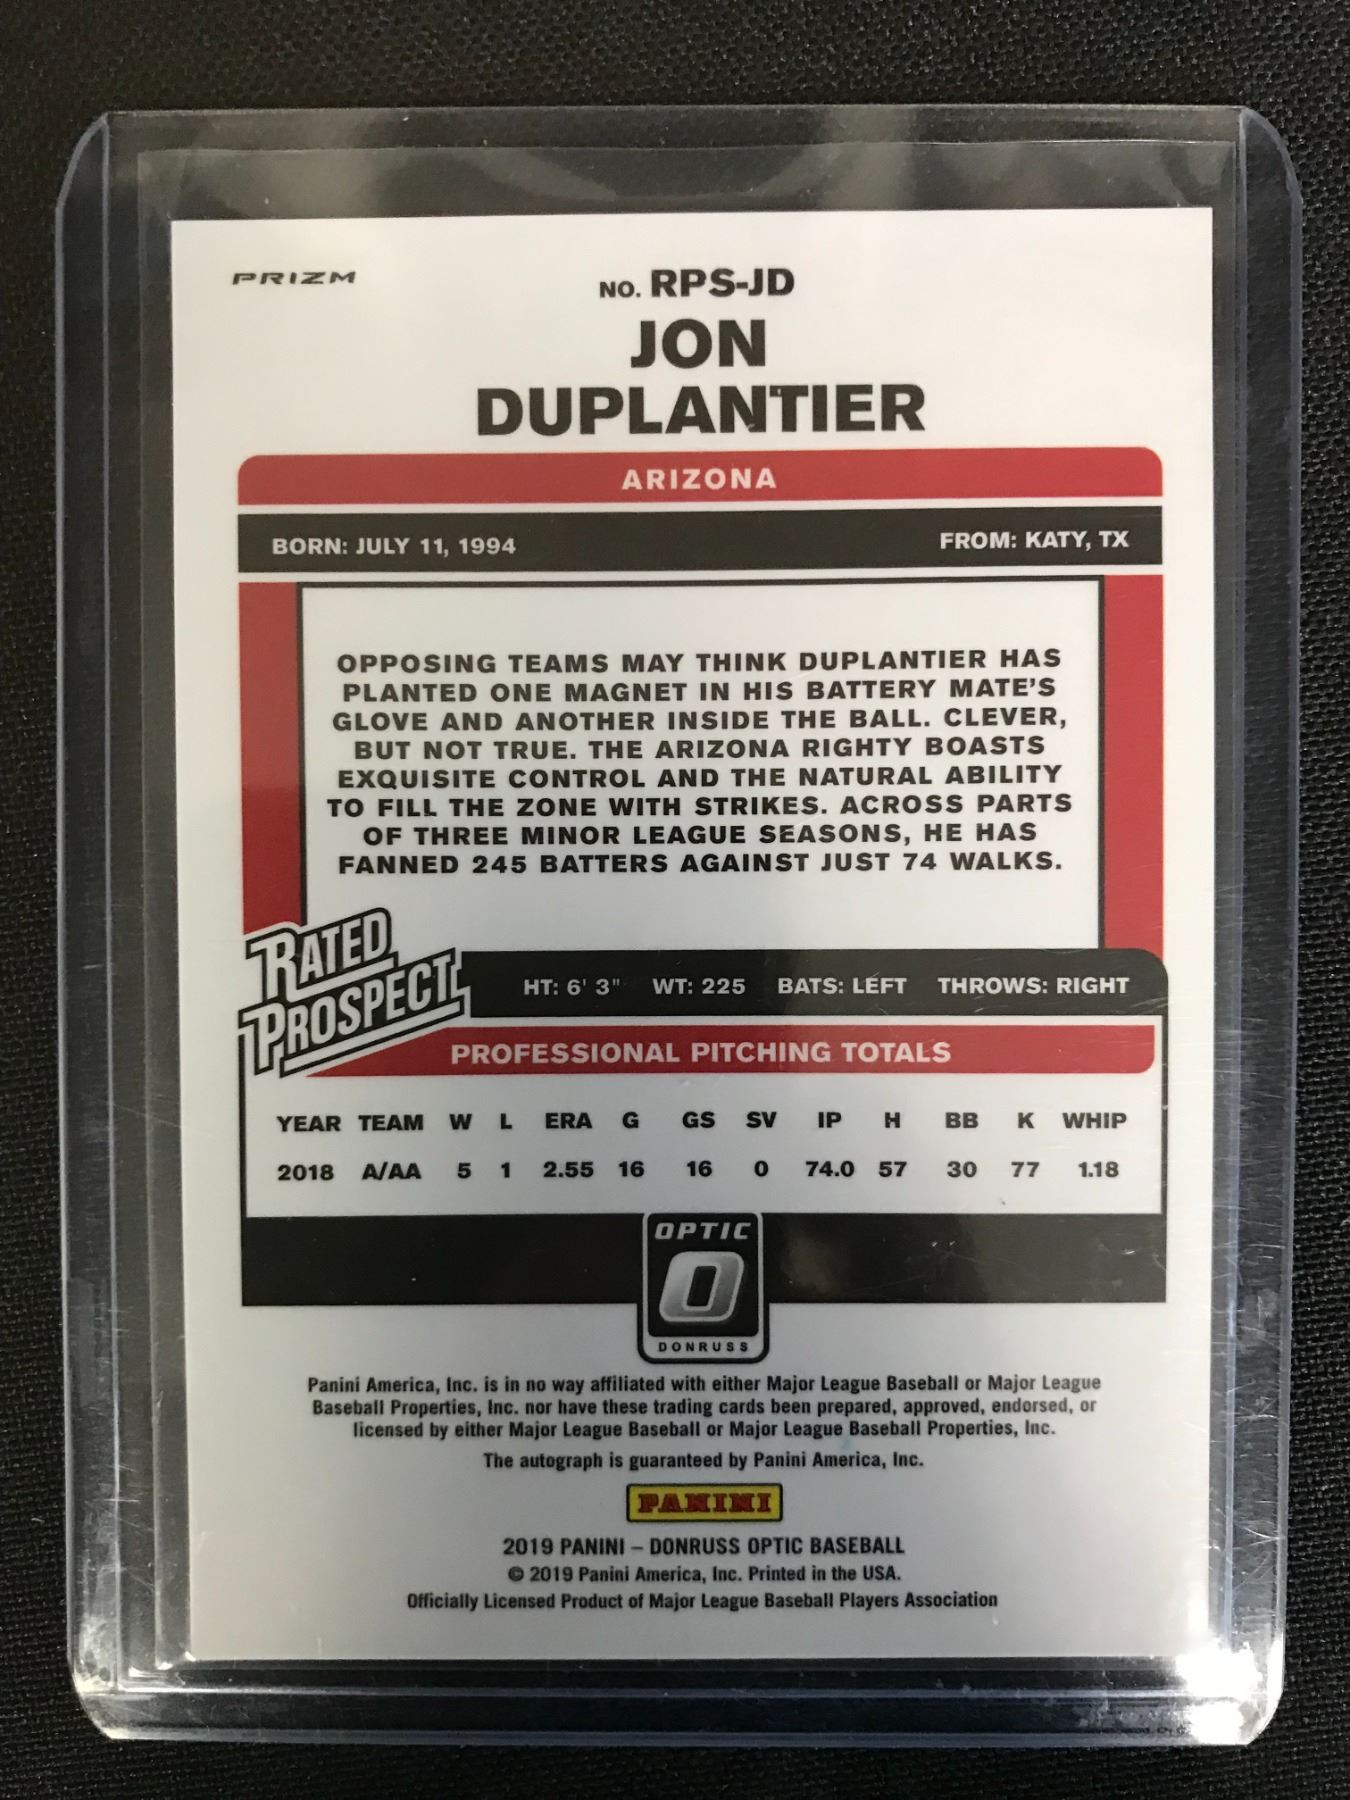 PRIZM
NO. RPS-JD
JON
DUPLANTIER
ARIZONA
BORN: JULY 11, 1994 FROM: KATY, TX
OPPOSING TEAMS MAY THINK DUPLANTIER HAS
PLANTED ONE MAGNET IN HIS BATTERY MATE'S
GLOVE AND ANOTHER INSIDE THE BALL. CLEVER,
BUT NOT TRUE. THE ARIZONA RIGHTY BOASTS
EXQUISITE CONTROL AND THE NATURAL ABILITY
TO FILL THE ZONE WITH STRIKES. ACROSS PARTS
OF THREE MINOR LEAGUE SEASONS, HE HAS
FANNED 245 BATTERS AGAINST JUST 74 WALKS.
RATED
PROSPECT
HT: 6' 3" WT: 225 BATS: LEFT THROWS: RIGHT
PROFESSIONAL PITCHING TOTALS
YEAR TEAM W L ERA G GS SV IP H BB K WHIP
2018 A/AA 5 1 2.55 16 16 0 74.0 57 30 77 1.18
OPTIC
O
DONRUSS
Panini America, Inc. is in no way affiliated with either Major League Baseball or Major League
Baseball Properties, Inc. nor have these trading cards been prepared, approved, endorsed, or
licensed by either Major League Baseball or Major League Baseball Properties, Inc.
The autograph is guaranteed by Panini America, Inc.
PANINI
2019 PANINI – DONRUSS OPTIC BASEBALL
© 2019 Panini America, Inc. Printed in the USA.
Officially Licensed Product of Major League Baseball Players Association